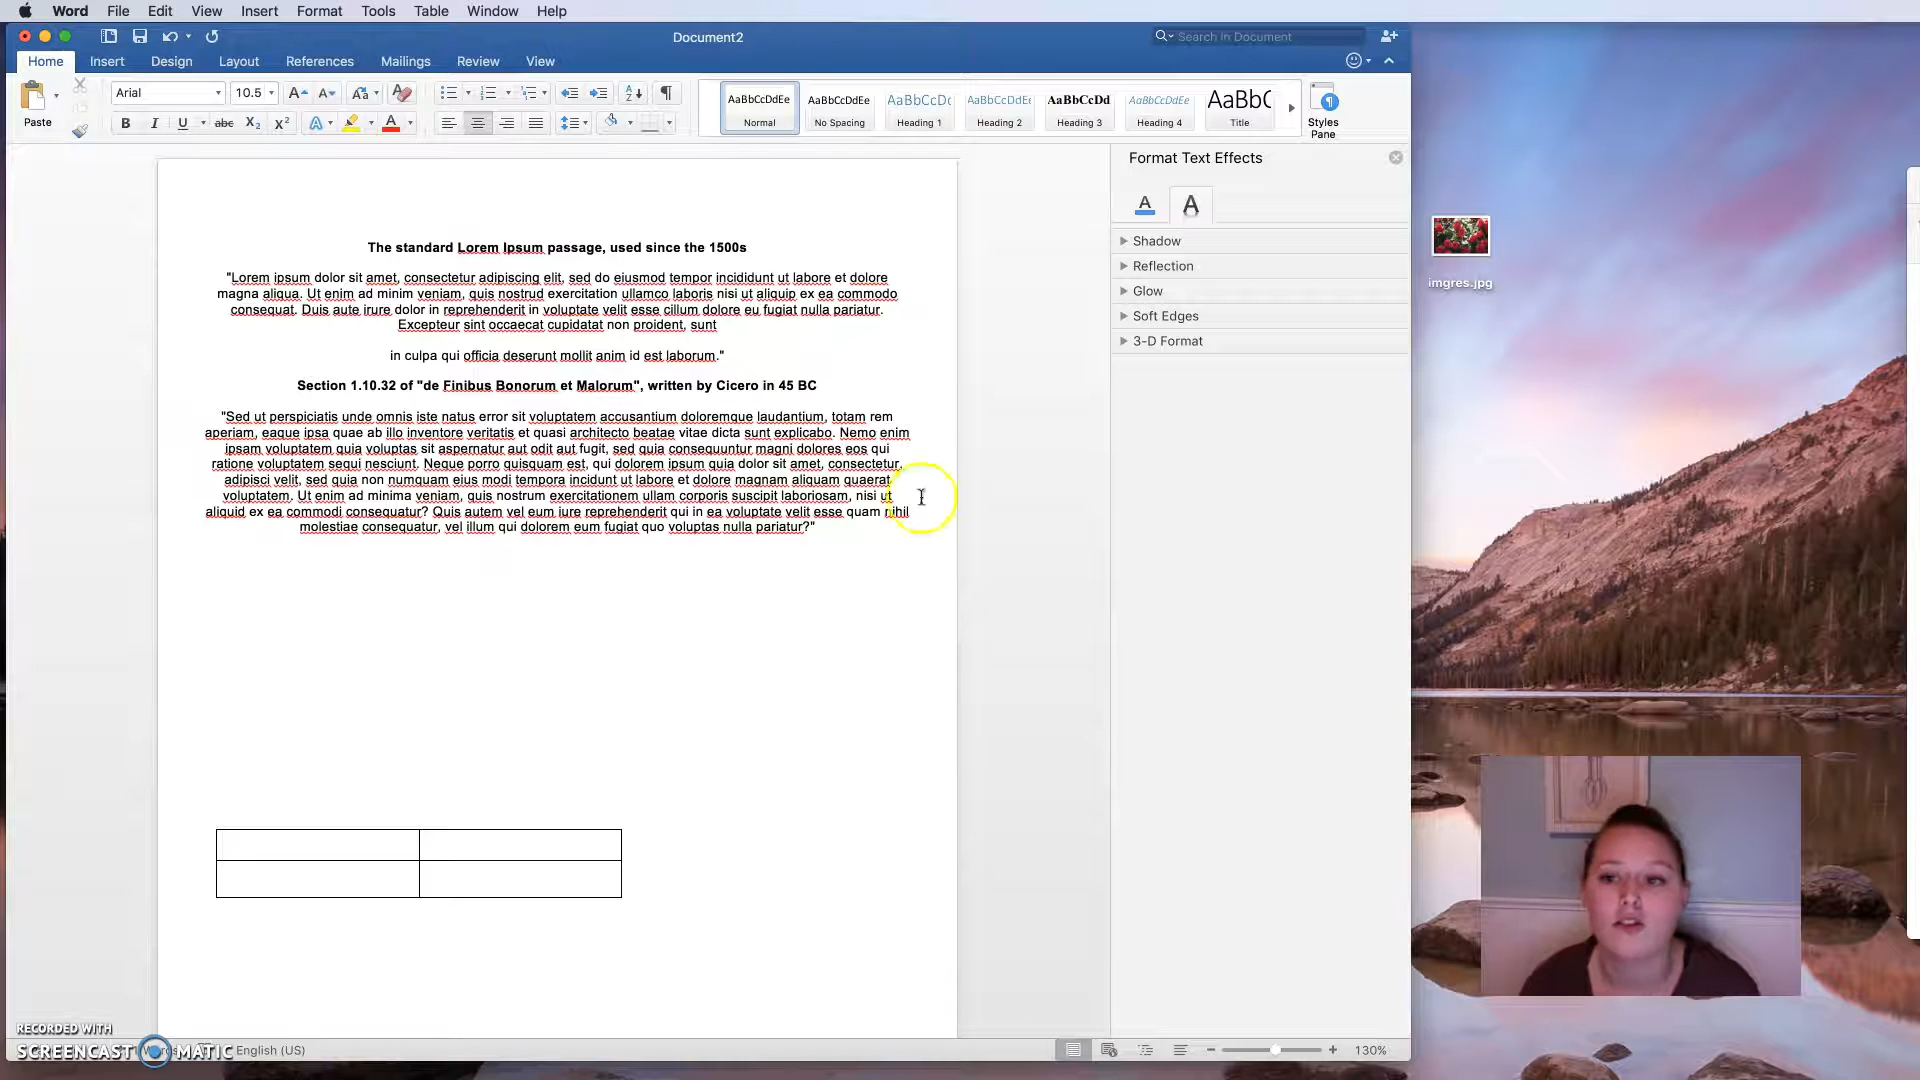 Word File Edit View Insert Format Tools Table Window Help
Document2
Search in Document
Home Insert Design Layout References Mailings Review View
Paste
Arial
10.5
B I U abc X₂ X²
AaBbCcDdEe
Normal
AaBbCcDdEe
No Spacing
AaBbCcDc
Heading 1
AaBbCcDdEe
Heading 2
AaBbCcDd
Heading 3
AaBbCcDdEe
Heading 4
AaBbC
Title
Styles
Pane
Format Text Effects
Shadow
Reflection
Glow
Soft Edges
3-D Format
imgres.jpg
The standard Lorem Ipsum passage, used since the 1500s
"Lorem ipsum dolor sit amet, consectetur adipiscing elit, sed do eiusmod tempor incididunt ut labore et dolore
magna aliqua. Ut enim ad minim veniam, quis nostrud exercitation ullamco laboris nisi ut aliquip ex ea commodo
consequat. Duis aute irure dolor in reprehenderit in voluptate velit esse cillum dolore eu fugiat nulla pariatur.
Excepteur sint occaecat cupidatat non proident, sunt
in culpa qui officia deserunt mollit anim id est laborum."
Section 1.10.32 of "de Finibus Bonorum et Malorum", written by Cicero in 45 BC
"Sed ut perspiciatis unde omnis iste natus error sit voluptatem accusantium doloremque laudantium, totam rem
aperiam, eaque ipsa quae ab illo inventore veritatis et quasi architecto beatae vitae dicta sunt explicabo. Nemo enim
ipsam voluptatem quia voluptas sit aspernatur aut odit aut fugit, sed quia consequuntur magni dolores eos qui
ratione voluptatem sequi nesciunt. Neque porro quisquam est, qui dolorem ipsum quia dolor sit amet, consectetur,
adipisci velit, sed quia non numquam eius modi tempora incidunt ut labore et dolore magnam aliquam quaerat
voluptatem. Ut enim ad minima veniam, quis nostrum exercitationem ullam corporis suscipit laboriosam, nisi ut
aliquid ex ea commodi consequatur? Quis autem vel eum iure reprehenderit qui in ea voluptate velit esse quam nihil
molestiae consequatur, vel illum qui dolorem eum fugiat quo voluptas nulla pariatur?"
RECORDED WITH
SCREENCAST MATIC
English (US)
130%